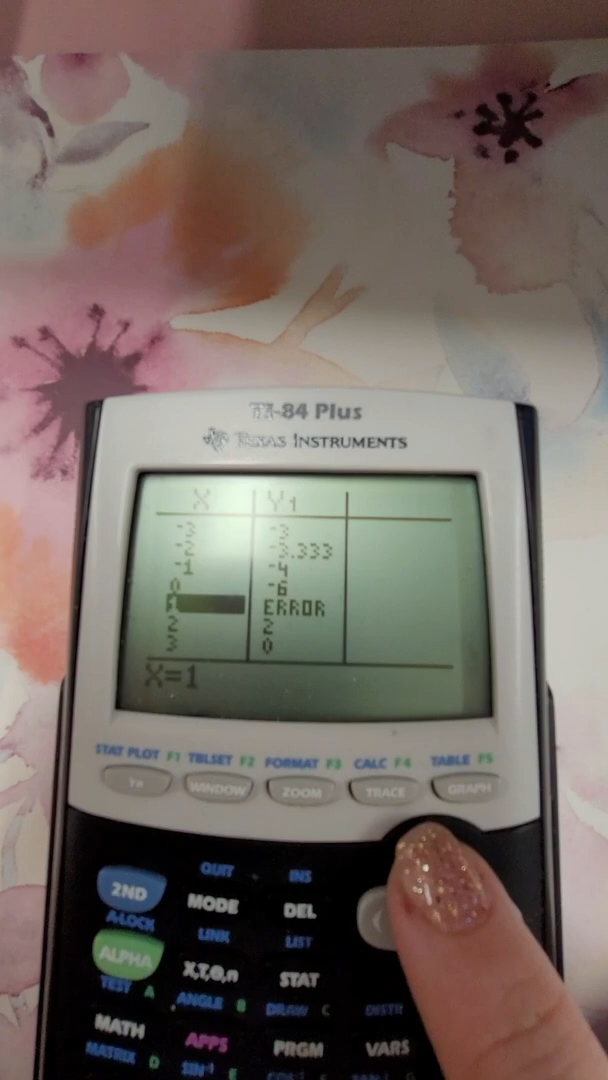 TI-84 Plus
TEXAS INSTRUMENTS
X Y1
-3 -3
-2 -3.333
-1 -4
0 -6
1 ERROR
2 2
3 0
X=1
STAT PLOT F1 TBLSET F2 FORMAT F3 CALC F4 TABLE F5
Y= WINDOW ZOOM TRACE GRAPH
QUIT INS
2ND MODE DEL
A-LOCK LINK LIST
ALPHA X,T,Θ,n STAT
TEST A ANGLE B DRAW C DISTR
MATH APPS PRGM VARS
MATRIX D SIN⁻¹ E